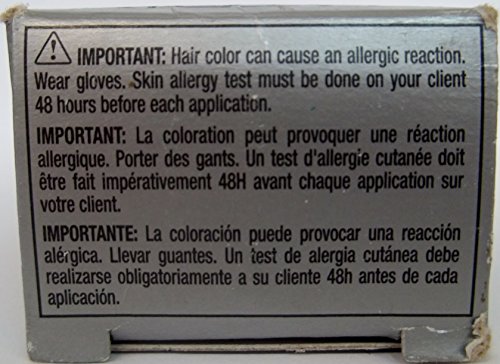 IMPORTANT: Hair color can cause an allergic reaction.
Wear gloves. Skin allergy test must be done on your client
48 hours before each application.
IMPORTANT: La coloration peut provoquer une réaction
allergique. Porter des gants. Un test d'allergie cutanée doit
être fait impérativement 48H avant chaque application sur
votre client.
IMPORTANTE: La coloración puede provocar una reacción
alérgica. Llevar guantes. Un test de alergia cutánea debe
realizarse obligatoriamente a su cliente 48h antes de cada
aplicación.